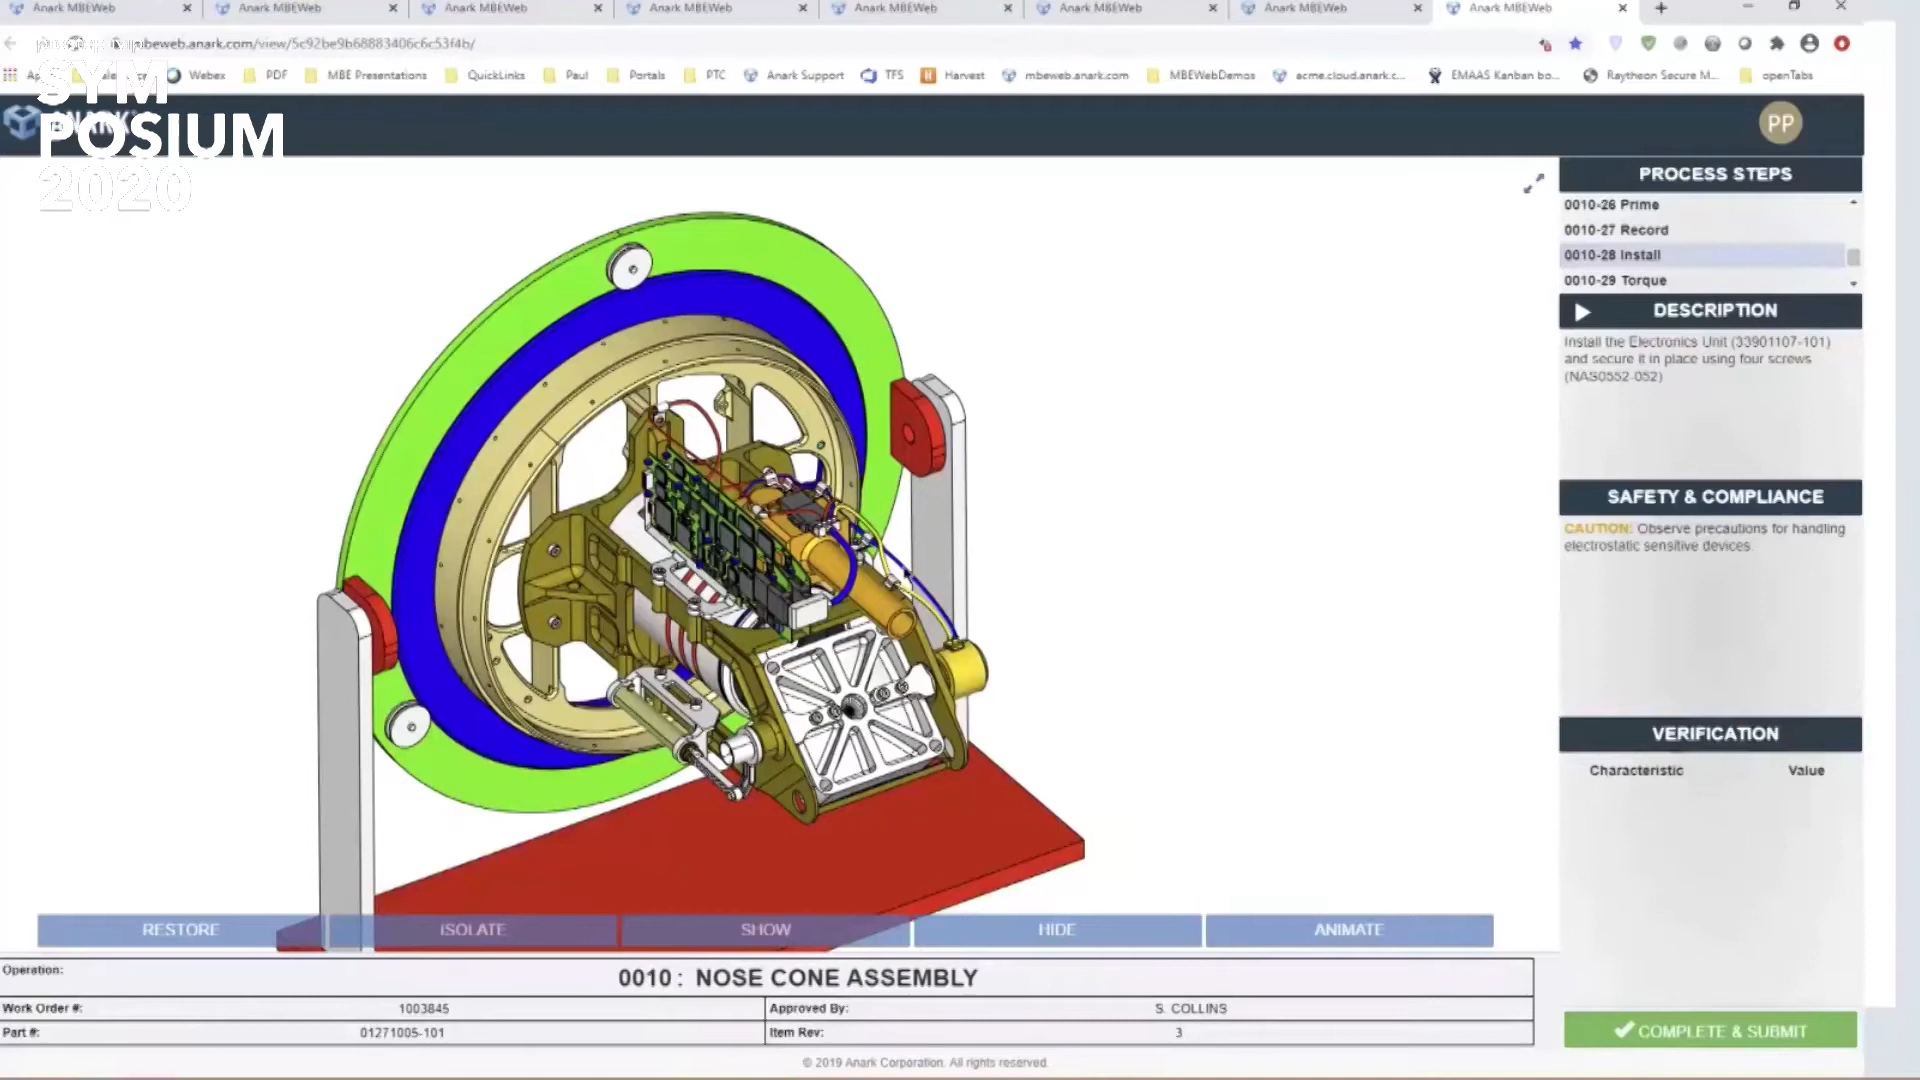 Anark MBEWeb Anark MBEWeb Anark MBEWeb Anark MBEWeb Anark MBEWeb Anark MBEWeb Anark MBEWeb Anark MBEWeb
mbeweb.anark.com/view/5c92be9b68883406c6c53f4b/
Webex PDF MBE Presentations QuickLinks Paul Portals PTC Anark Support TFS Harvest mbeweb.anark.com MBEWebDemos acme.cloud.anark.c... EMAAS Kanban bo... Raytheon Secure M... openTabs
SYM
POSIUM
2020
ANARK
PP
PROCESS STEPS
0010-26 Prime
0010-27 Record
0010-28 Install
0010-29 Torque
DESCRIPTION
Install the Electronics Unit (33901107-101)
and secure it in place using four screws
(NAS0552-052)
SAFETY & COMPLIANCE
CAUTION: Observe precautions for handling
electrostatic sensitive devices.
VERIFICATION
Characteristic Value
RESTORE ISOLATE SHOW HIDE ANIMATE
Operation: 0010 : NOSE CONE ASSEMBLY
Work Order #: 1003845 Approved By: S. COLLINS
Part #: 01271005-101 Item Rev: 3
COMPLETE & SUBMIT
© 2019 Anark Corporation. All rights reserved.